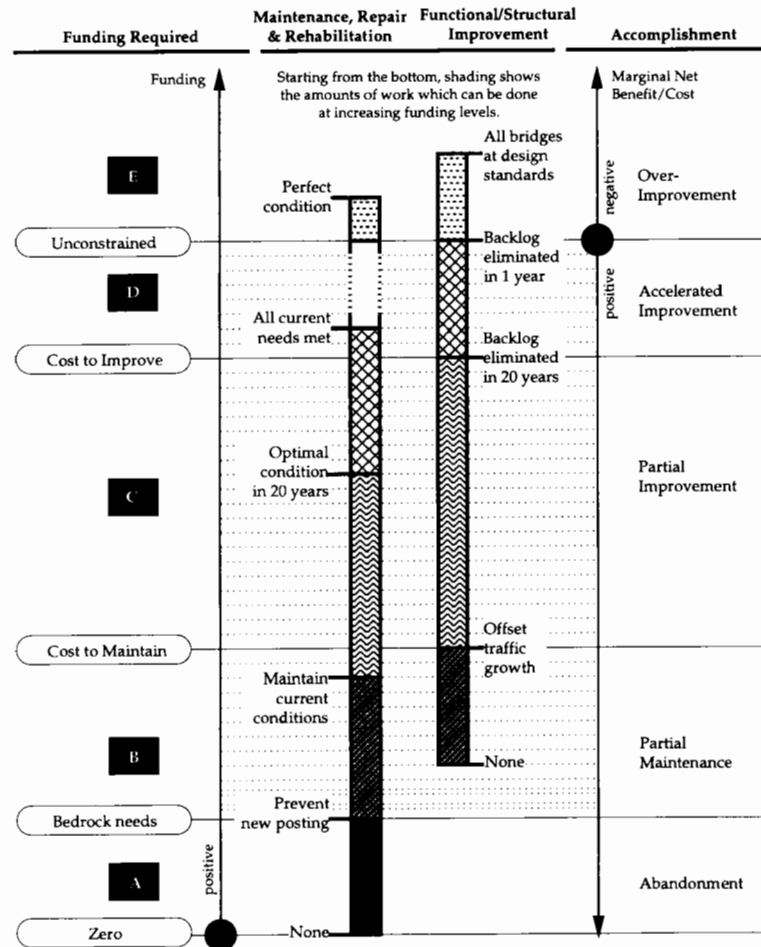 Funding Required
Maintenance, Repair
& Rehabilitation
Functional/Structural
Improvement
Accomplishment
Funding
Starting from the bottom, shading shows
the amounts of work which can be done
at increasing funding levels.
Marginal Net
Benefit/Cost
All bridges
at design
standards
E
Perfect
condition
negative
Over-
Improvement
Unconstrained
Backlog
eliminated
in 1 year
D
positive
Accelerated
Improvement
All current
needs met
Cost to Improve
Backlog
eliminated
in 20 years
Optimal
condition
in 20 years
C
Partial
Improvement
Cost to Maintain
Offset
traffic
growth
Maintain
current
conditions
B
None
Partial
Maintenance
Bedrock needs
Prevent
new posting
positive
A
Abandonment
Zero
None